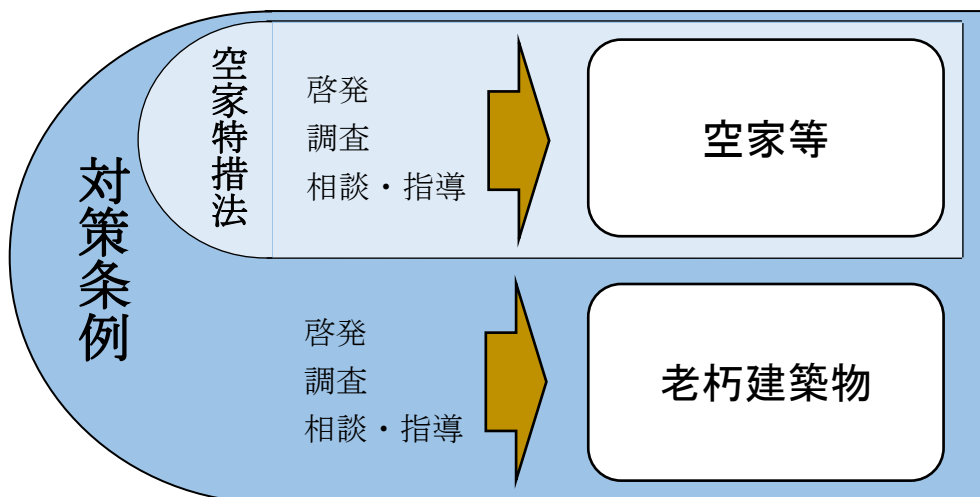 対策条例
空家特措法
啓発
調査
相談・指導
空家等
啓発
調査
相談・指導
老朽建築物